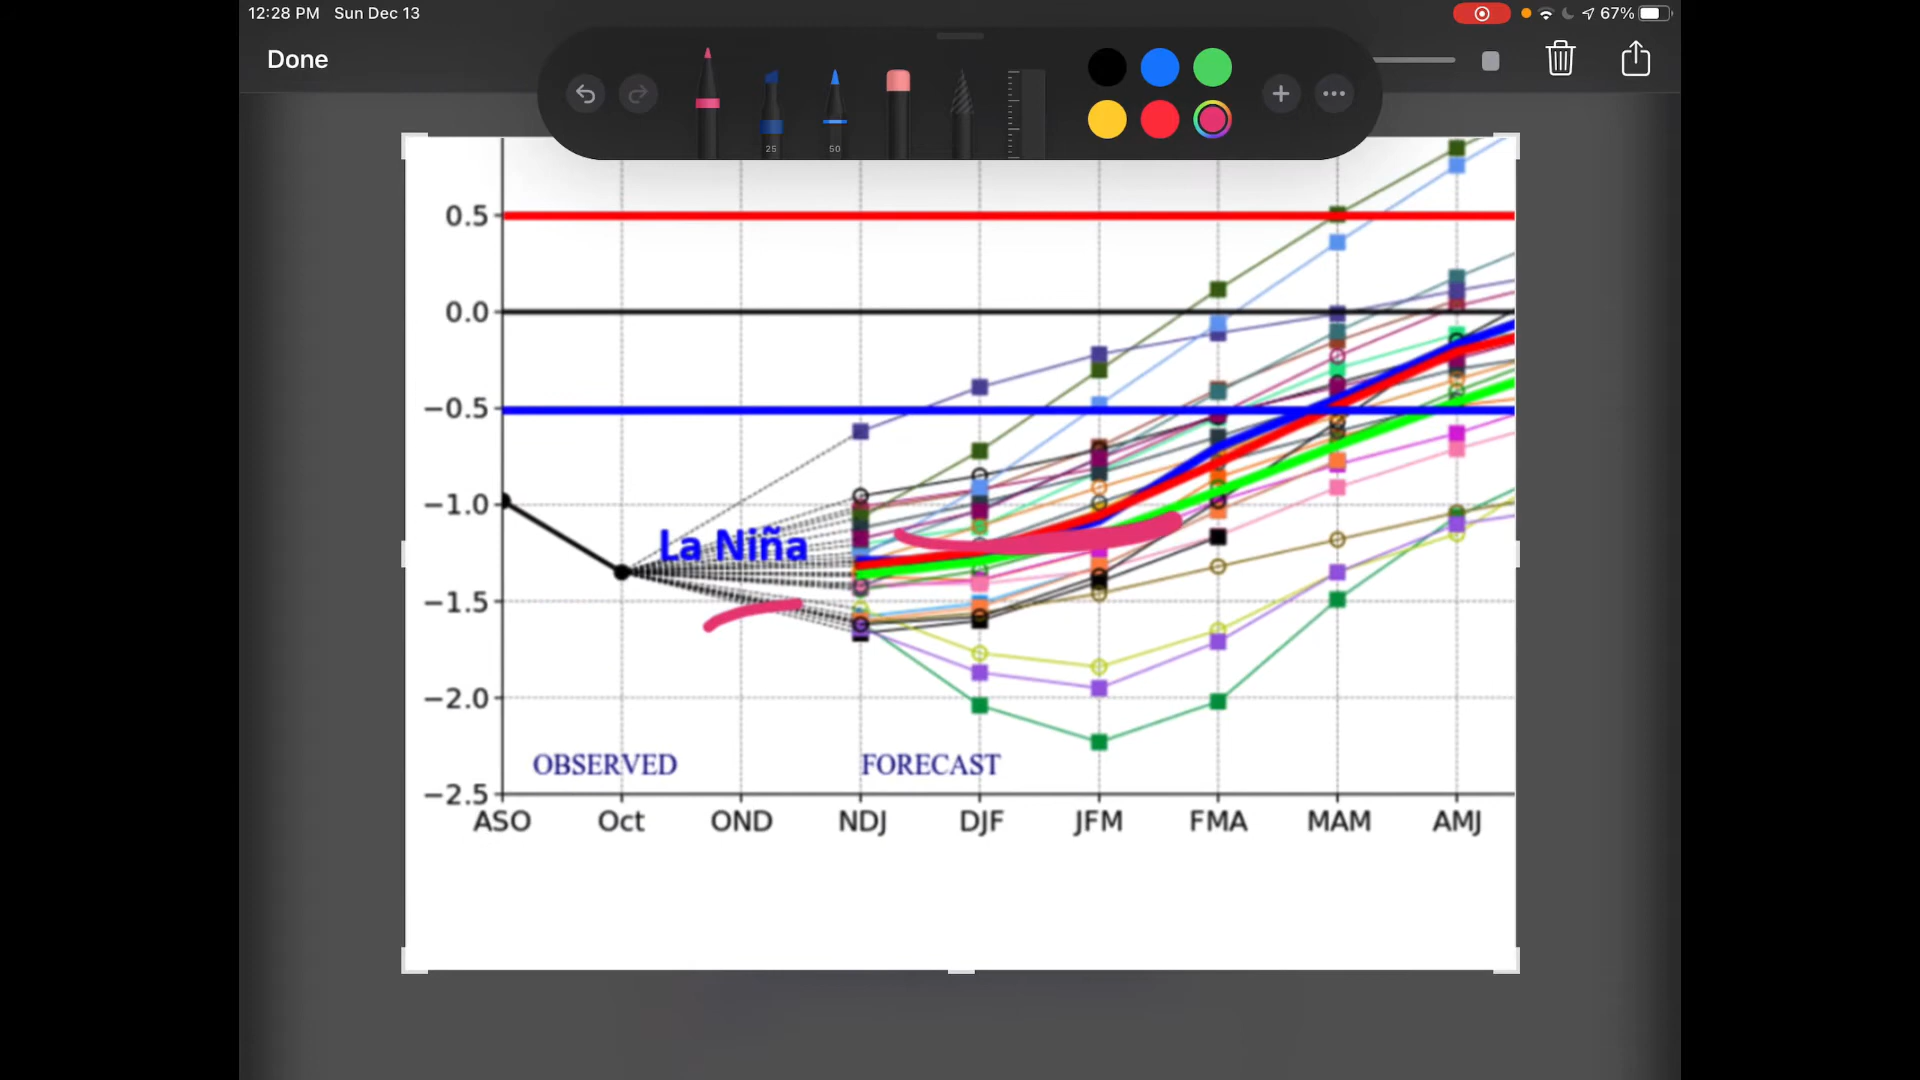 12:28 PM Sun Dec 13
67%
Done
25
50
0.5
0.0
−0.5
−1.0
−1.5
−2.0
−2.5
La Niña
OBSERVED
FORECAST
ASO Oct OND NDJ DJF JFM FMA MAM AMJ